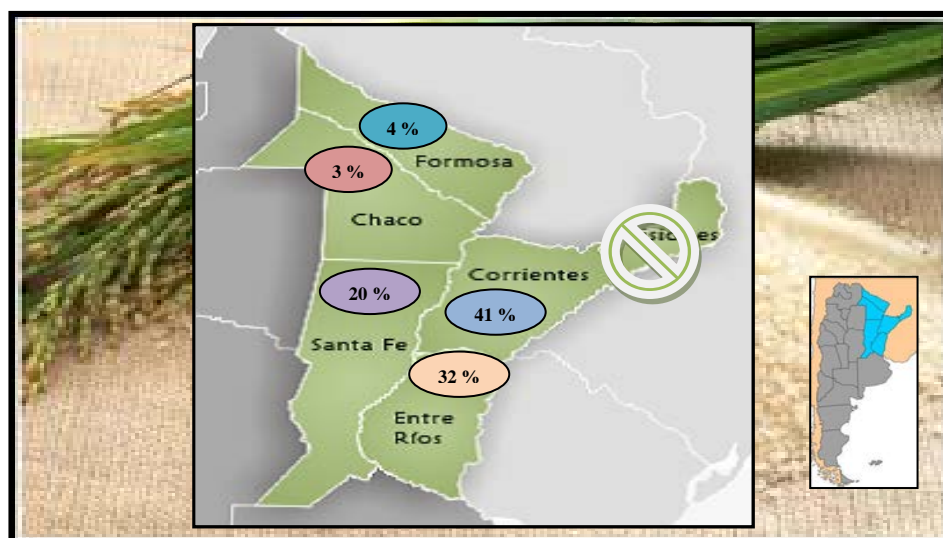 4 %
Formosa
3 %
Chaco
Corrientes
20 %
41 %
Santa Fe
32 %
Entre
Ríos